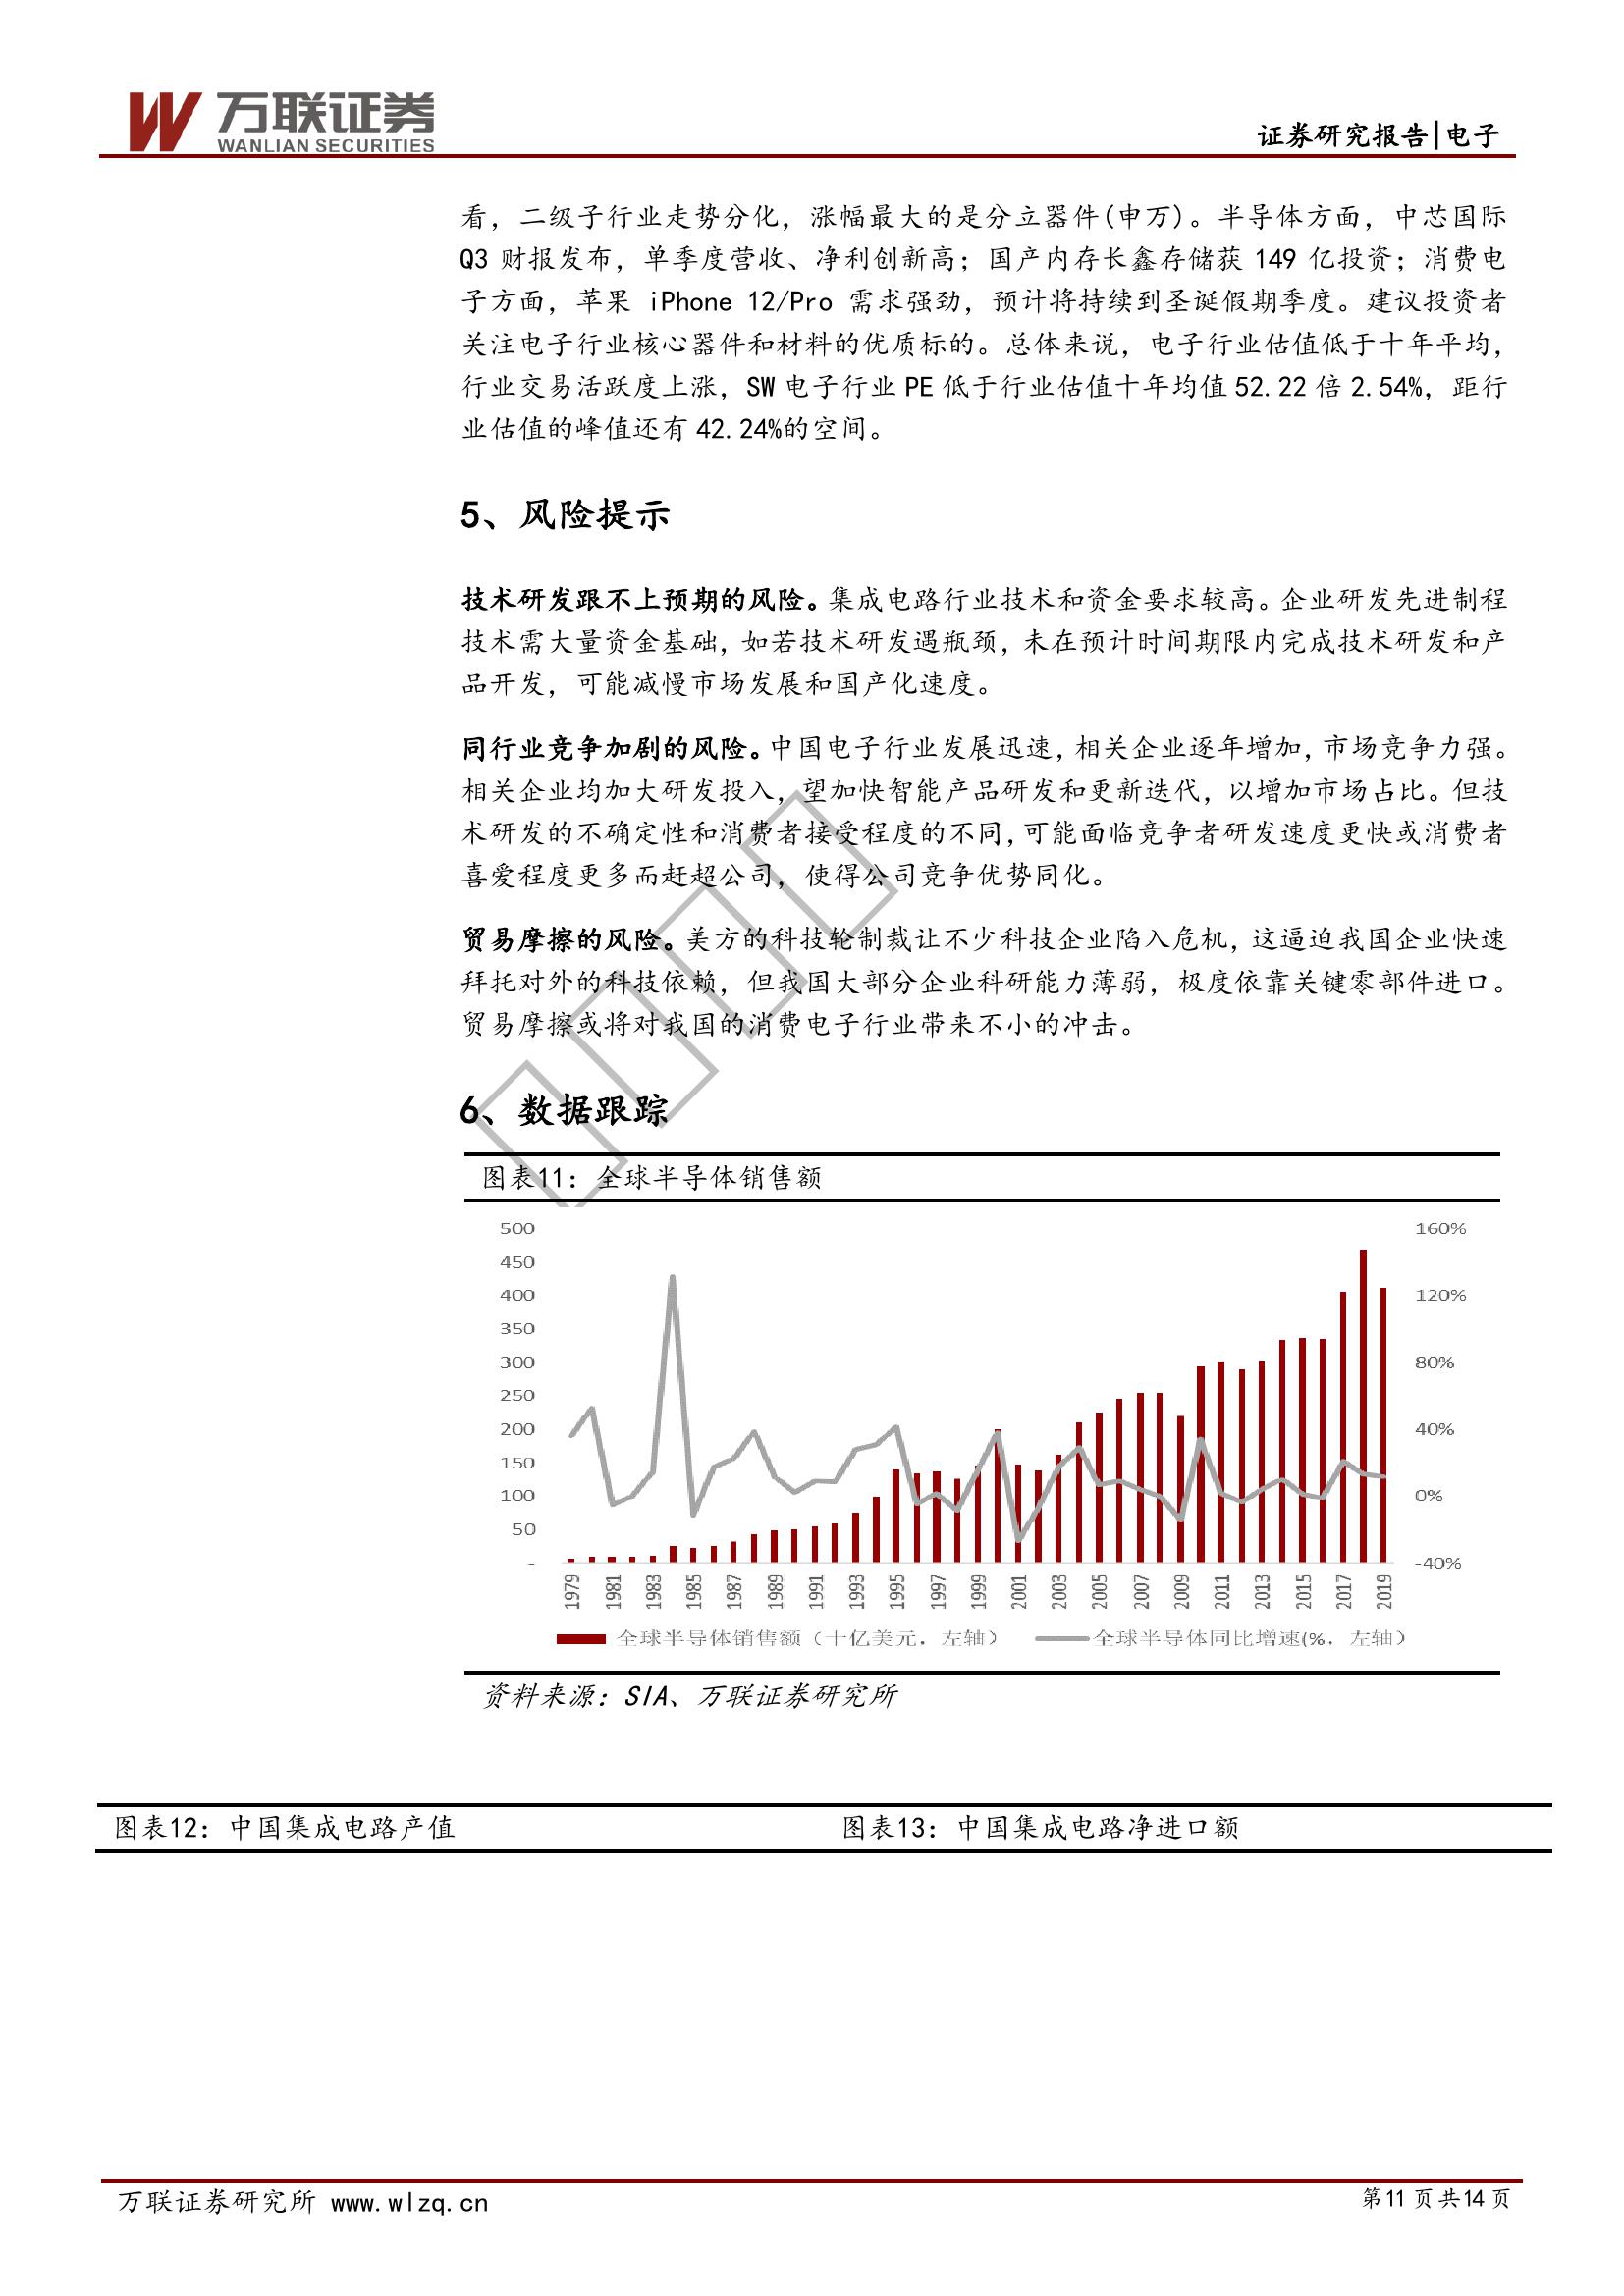 万联证券
WANLIAN SECURITIES
证券研究报告|电子
看，二级子行业走势分化，涨幅最大的是分立器件(申万)。半导体方面，中芯国际
Q3 财报发布，单季度营收、净利创新高；国产内存长鑫存储获 149 亿投资；消费电
子方面，苹果 iPhone 12/Pro 需求强劲，预计将持续到圣诞假期季度。建议投资者
关注电子行业核心器件和材料的优质标的。总体来说，电子行业估值低于十年平均，
行业交易活跃度上涨，SW 电子行业 PE 低于行业估值十年均值 52.22 倍 2.54%，距行
业估值的峰值还有 42.24%的空间。
5、风险提示
技术研发跟不上预期的风险。集成电路行业技术和资金要求较高。企业研发先进制程
技术需大量资金基础，如若技术研发遇瓶颈，未在预计时间期限内完成技术研发和产
品开发，可能减慢市场发展和国产化速度。
同行业竞争加剧的风险。中国电子行业发展迅速，相关企业逐年增加，市场竞争力强。
相关企业均加大研发投入，望加快智能产品研发和更新迭代，以增加市场占比。但技
术研发的不确定性和消费者接受程度的不同，可能面临竞争者研发速度更快或消费者
喜爱程度更多而赶超公司，使得公司竞争优势同化。
贸易摩擦的风险。美方的科技轮制裁让不少科技企业陷入危机，这逼迫我国企业快速
拜托对外的科技依赖，但我国大部分企业科研能力薄弱，极度依靠关键零部件进口。
贸易摩擦或将对我国的消费电子行业带来不小的冲击。
6、数据跟踪
图表11：全球半导体销售额
500
450
400
350
300
250
200
150
100
50
-
160%
120%
80%
40%
0%
-40%
1979
1981
1983
1985
1987
1989
1991
1993
1995
1997
1999
2001
2003
2005
2007
2009
2011
2013
2015
2017
2019
全球半导体销售额（十亿美元，左轴）
全球半导体同比增速(%，左轴）
资料来源：SIA、万联证券研究所
图表12：中国集成电路产值
图表13：中国集成电路净进口额
万联证券研究所 www.wlzq.cn
第 11 页 共 14 页